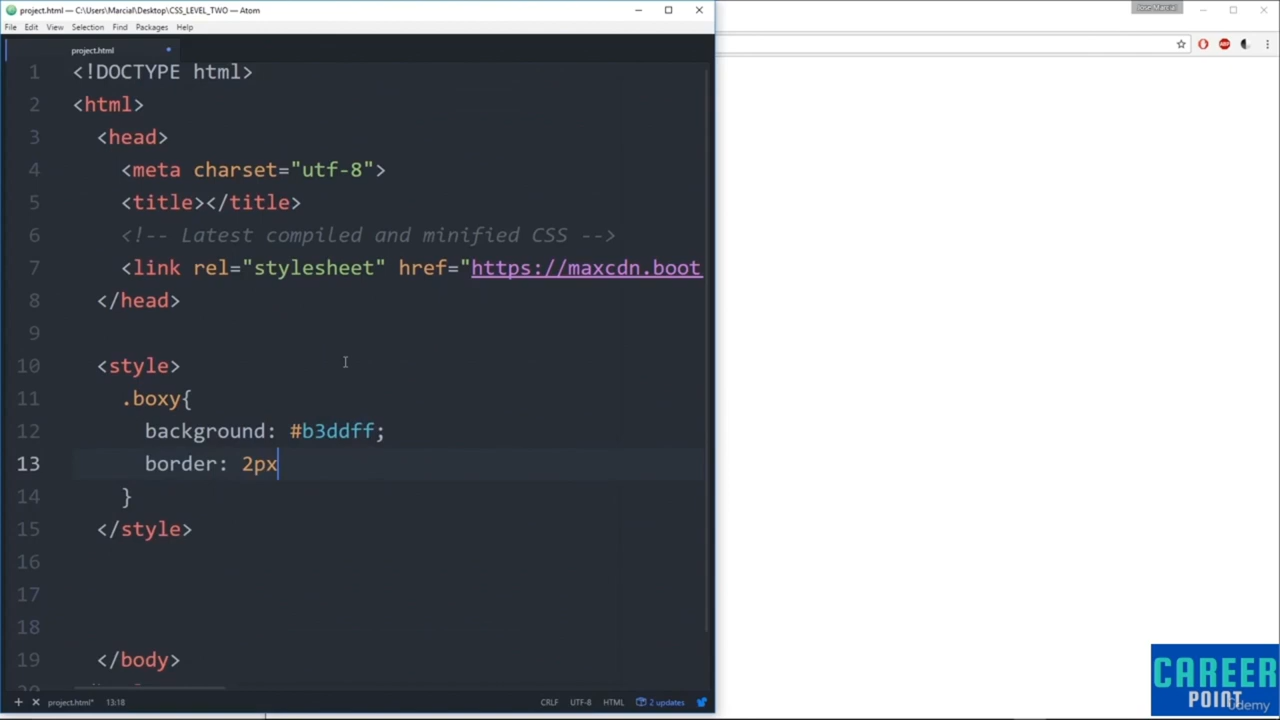 project.html — C:\Users\Marcial\Desktop\CSS_LEVEL_TWO — Atom
Jose Marcial
File Edit View Selection Find Packages Help
ABP
project.html
1 <!DOCTYPE html>
2 <html>
3 <head>
4 <meta charset="utf-8">
5 <title></title>
6 <!-- Latest compiled and minified CSS -->
7 <link rel="stylesheet" href="https://maxcdn.boot
8 </head>
9
10 <style>
11 .boxy{
12 background: #b3ddff;
13 border: 2px
14 }
15 </style>
16
17
18
19 </body>
+ × project.html* 13:18 CRLF UTF-8 HTML 2 updates
CAREER
POINT
Udemy